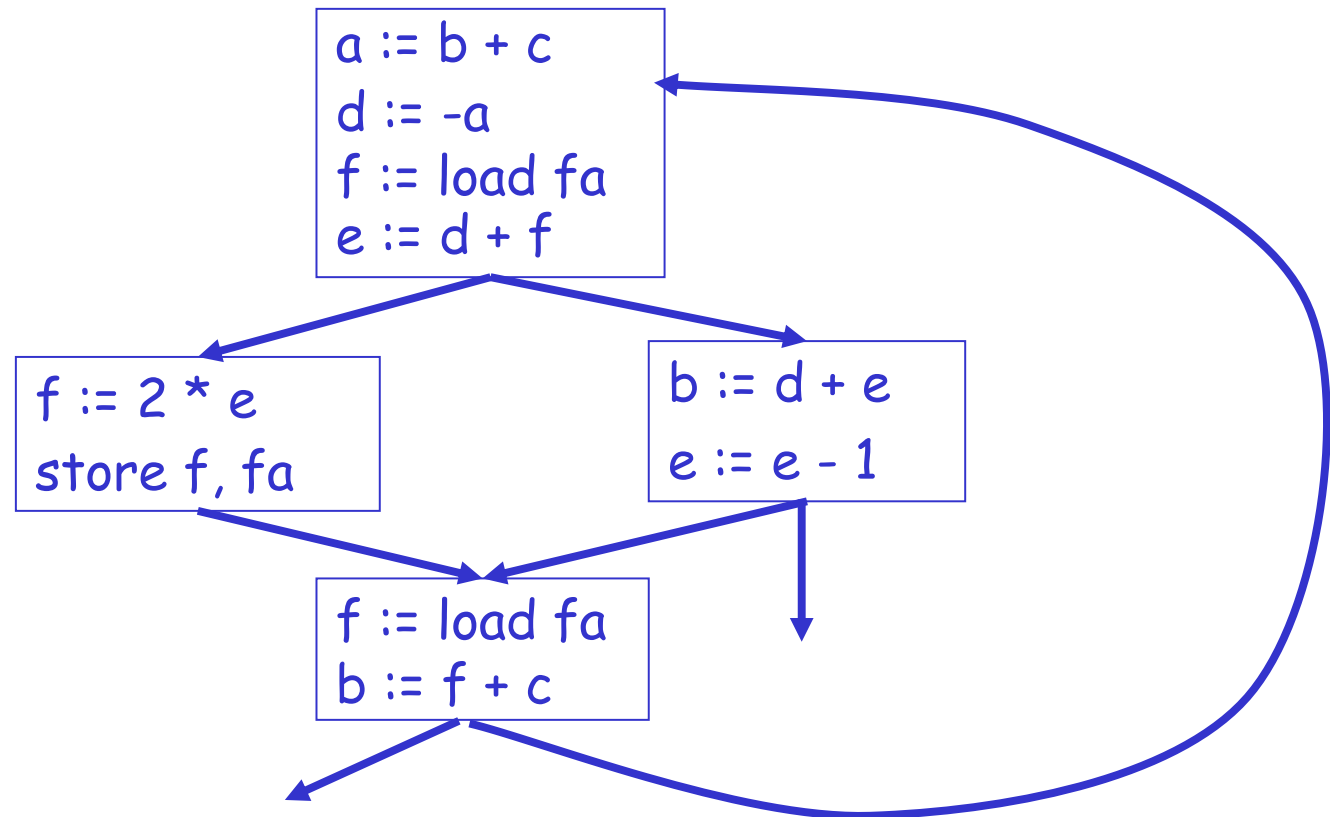 a := b + c
d := -a
f := load fa
e := d + f
f := 2 * e
store f, fa
b := d + e
e := e - 1
f := load fa
b := f + c